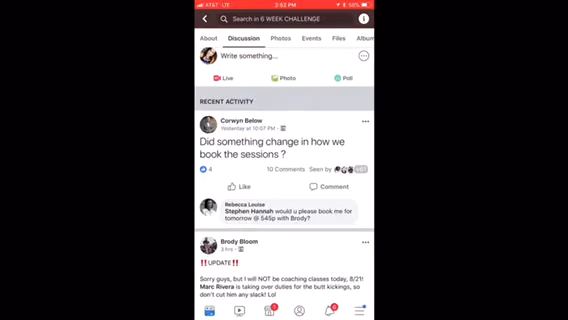 AT&T LTE 2:53 PM 58%
Search in 6 WEEK CHALLENGE
About Discussion Photos Events Files Album
Write something...
Live Photo Poll
RECENT ACTIVITY
Corwyn Below
Yesterday at 10:07 PM
Did something change in how we
book the sessions ?
4 10 Comments Seen by
Like Comment
Rebecca Louise
Stephen Hannah would you please book me for
tomorrow @ 545p with Brody?
Brody Bloom
3 hrs
‼️UPDATE‼️
Sorry guys, but I will NOT be coaching classes today, 8/21!
Marc Rivera is taking over duties for the butt kickings, so
don't cut him any slack! Lol